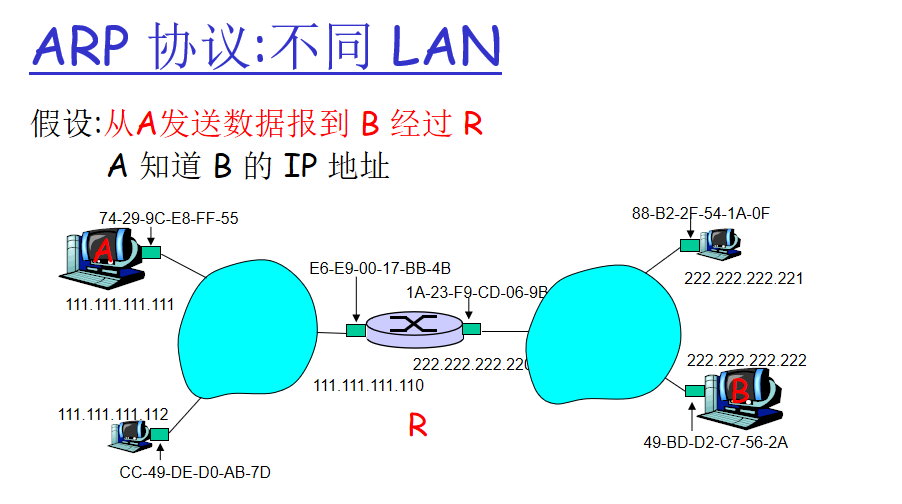 ARP 协议:不同 LAN
假设:从A发送数据报到 B 经过 R
A 知道 B 的 IP 地址
74-29-9C-E8-FF-55
88-B2-2F-54-1A-0F
A
E6-E9-00-17-BB-4B
222.222.222.221
1A-23-F9-CD-06-9B
111.111.111.111
222.222.222.220
222.222.222.222
111.111.111.110
B
111.111.111.112
R
49-BD-D2-C7-56-2A
CC-49-DE-D0-AB-7D